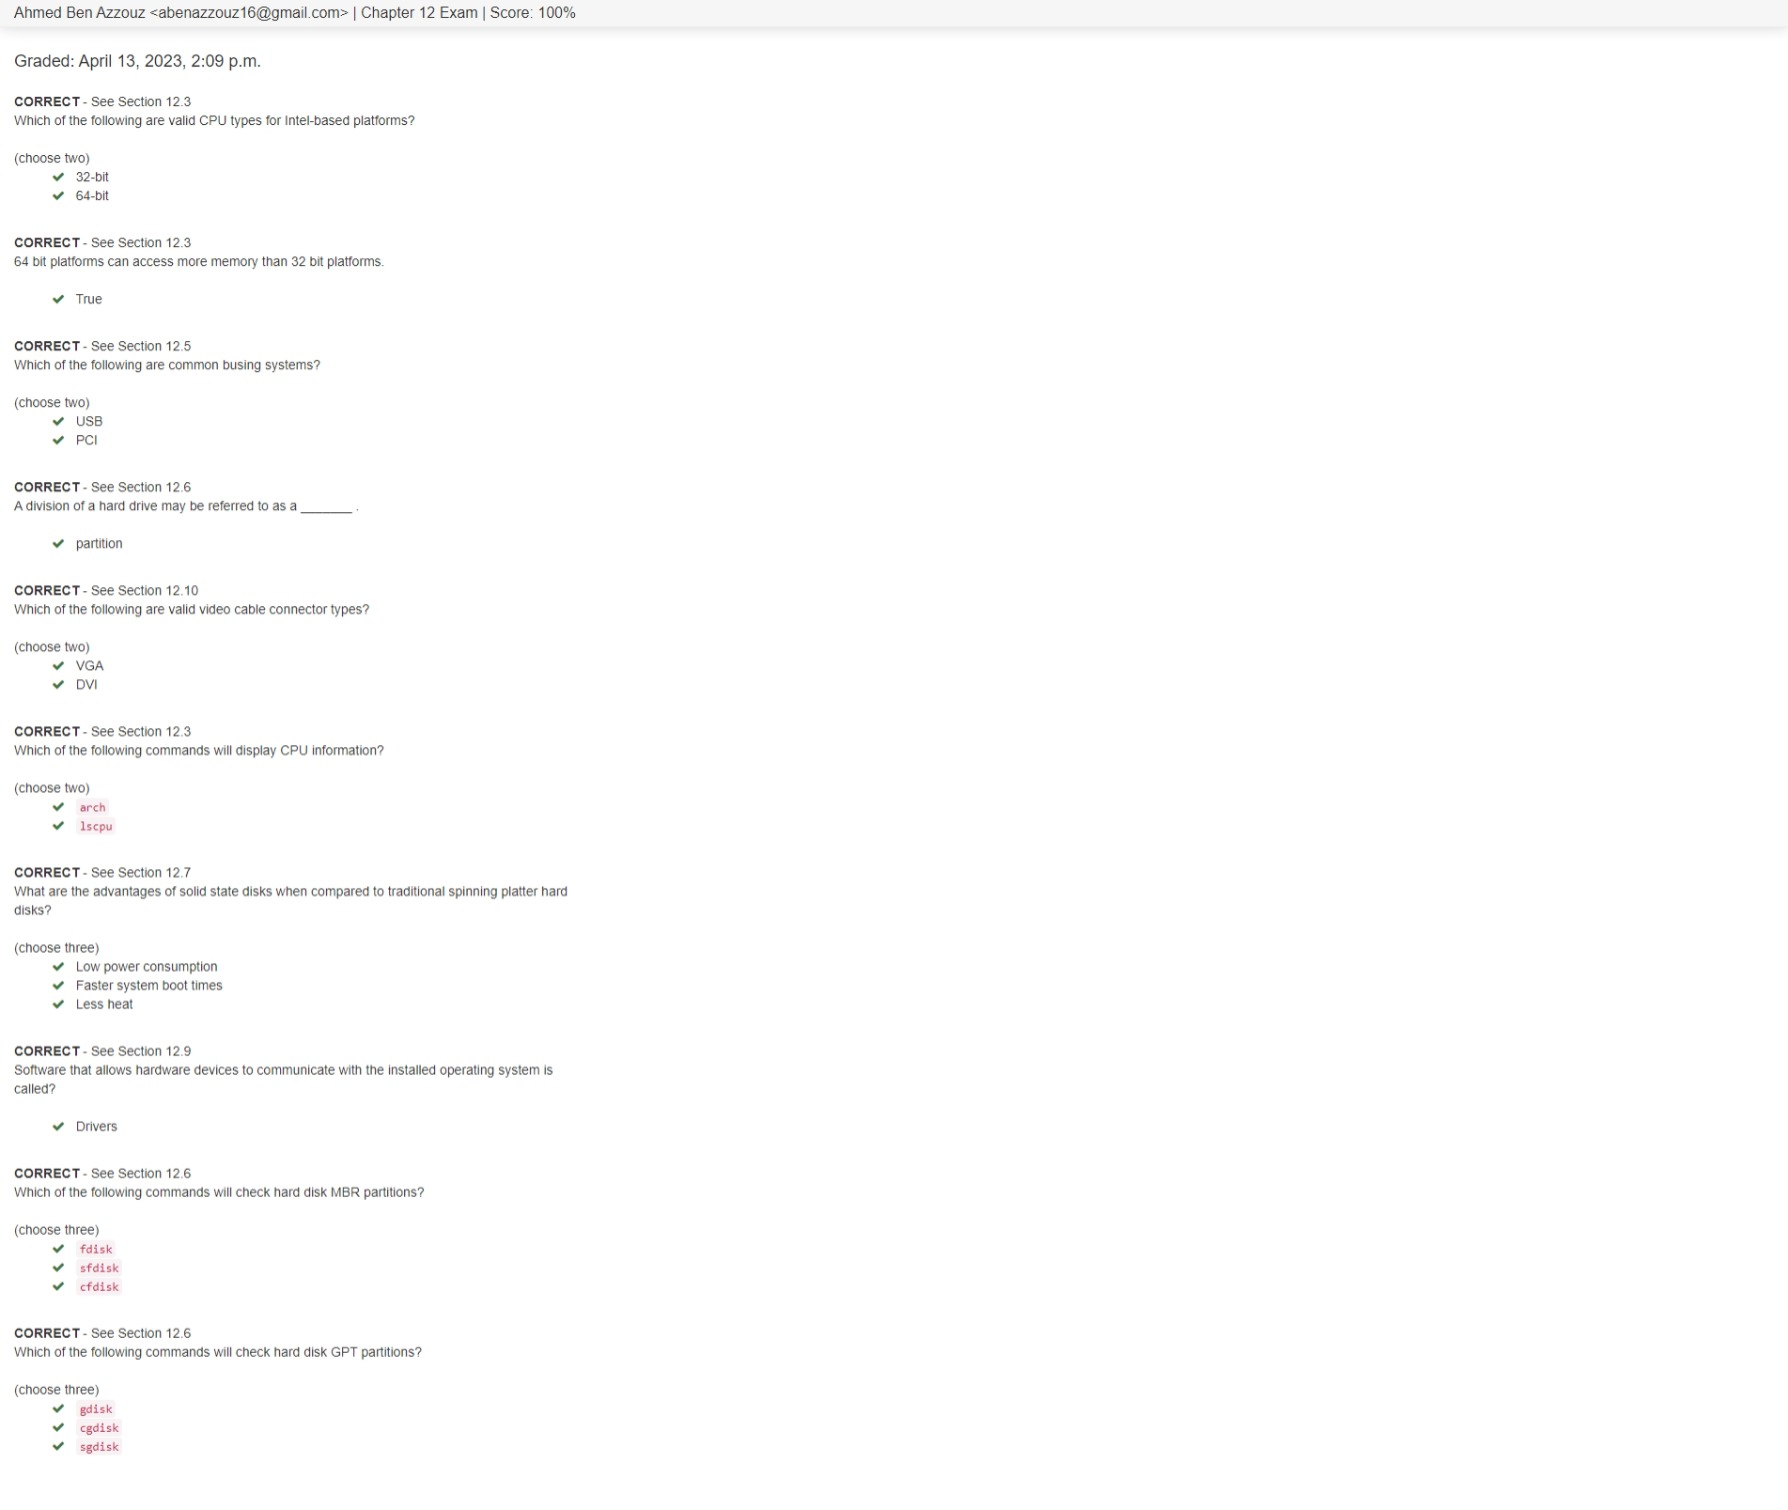 Ahmed Ben Azzouz <abenazzouz16@gmail.com> | Chapter 12 Exam | Score: 100%
Graded: April 13, 2023, 2:09 p.m.
CORRECT - See Section 12.3
Which of the following are valid CPU types for Intel-based platforms?
(choose two)
32-bit
64-bit
CORRECT - See Section 12.3
64 bit platforms can access more memory than 32 bit platforms.
True
CORRECT - See Section 12.5
Which of the following are common busing systems?
(choose two)
USB
PCI
CORRECT - See Section 12.6
A division of a hard drive may be referred to as a _______ .
partition
CORRECT - See Section 12.10
Which of the following are valid video cable connector types?
(choose two)
VGA
DVI
CORRECT - See Section 12.3
Which of the following commands will display CPU information?
(choose two)
arch
lscpu
CORRECT - See Section 12.7
What are the advantages of solid state disks when compared to traditional spinning platter hard
disks?
(choose three)
Low power consumption
Faster system boot times
Less heat
CORRECT - See Section 12.9
Software that allows hardware devices to communicate with the installed operating system is
called?
Drivers
CORRECT - See Section 12.6
Which of the following commands will check hard disk MBR partitions?
(choose three)
fdisk
sfdisk
cfdisk
CORRECT - See Section 12.6
Which of the following commands will check hard disk GPT partitions?
(choose three)
gdisk
cgdisk
sgdisk